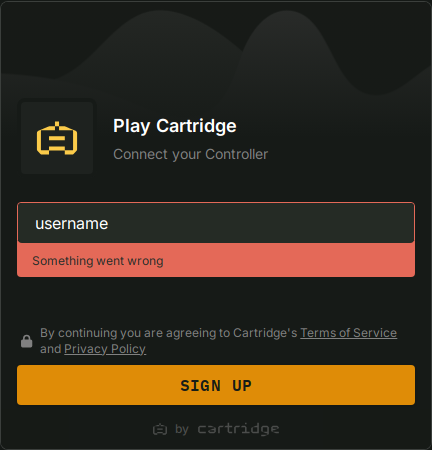 Play Cartridge
Connect your Controller
username
Something went wrong
By continuing you are agreeing to Cartridge's Terms of Service
and Privacy Policy
SIGN UP
by cartridge